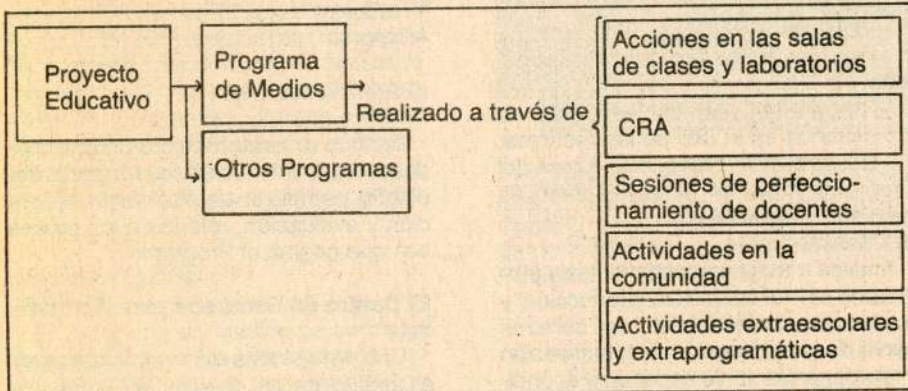 Proyecto
Educativo
Programa
de Medios
Otros Programas
Realizado a través de
Acciones en las salas
de clases y laboratorios
CRA
Sesiones de perfeccio-
namiento de docentes
Actividades en la
comunidad
Actividades extraescolares
y extraprogramáticas